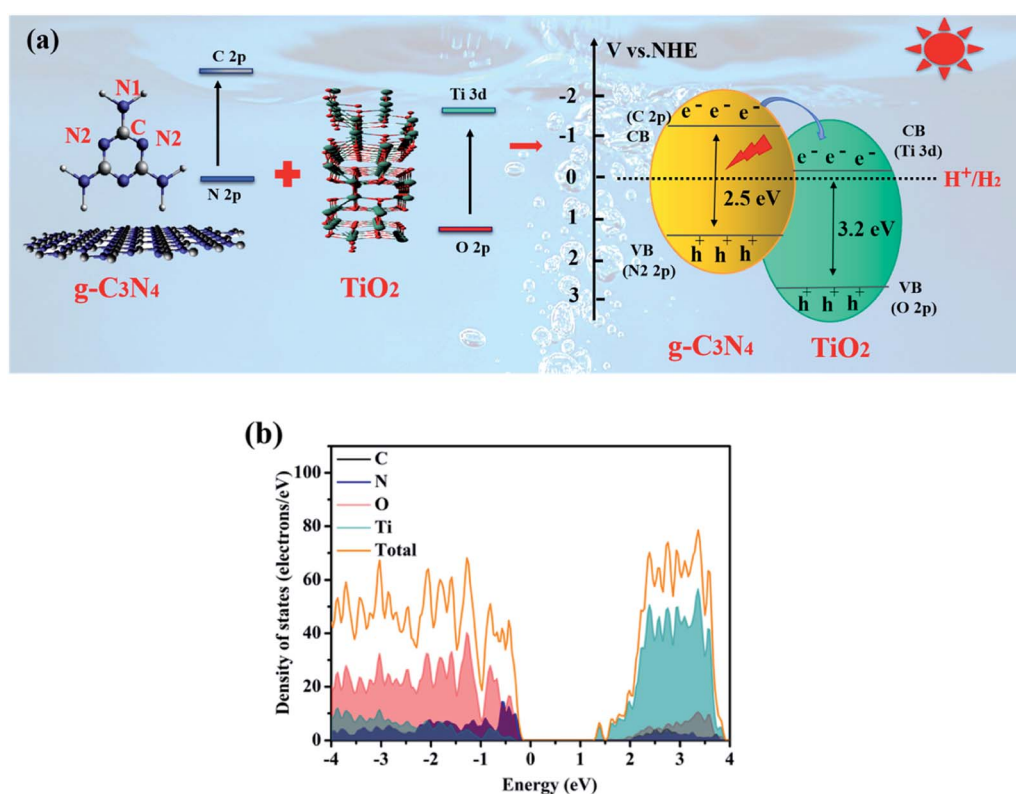 (a)
C 2p
N1
N2
C
N2
N 2p
g-C3N4
Ti 3d
O 2p
TiO2
V vs.NHE
-2
-1
0
1
2
3
(C 2p)
CB
e- e- e-
2.5 eV
VB
(N2 2p)
h+ h+ h+
g-C3N4
CB
(Ti 3d)
e- e- e-
H+/H2
3.2 eV
VB
(O 2p)
h+ h+ h+
TiO2
(b)
C
N
O
Ti
Total
Density of states (electrons/eV)
100
80
60
40
20
0
-4 -3 -2 -1 0 1 2 3 4
Energy (eV)